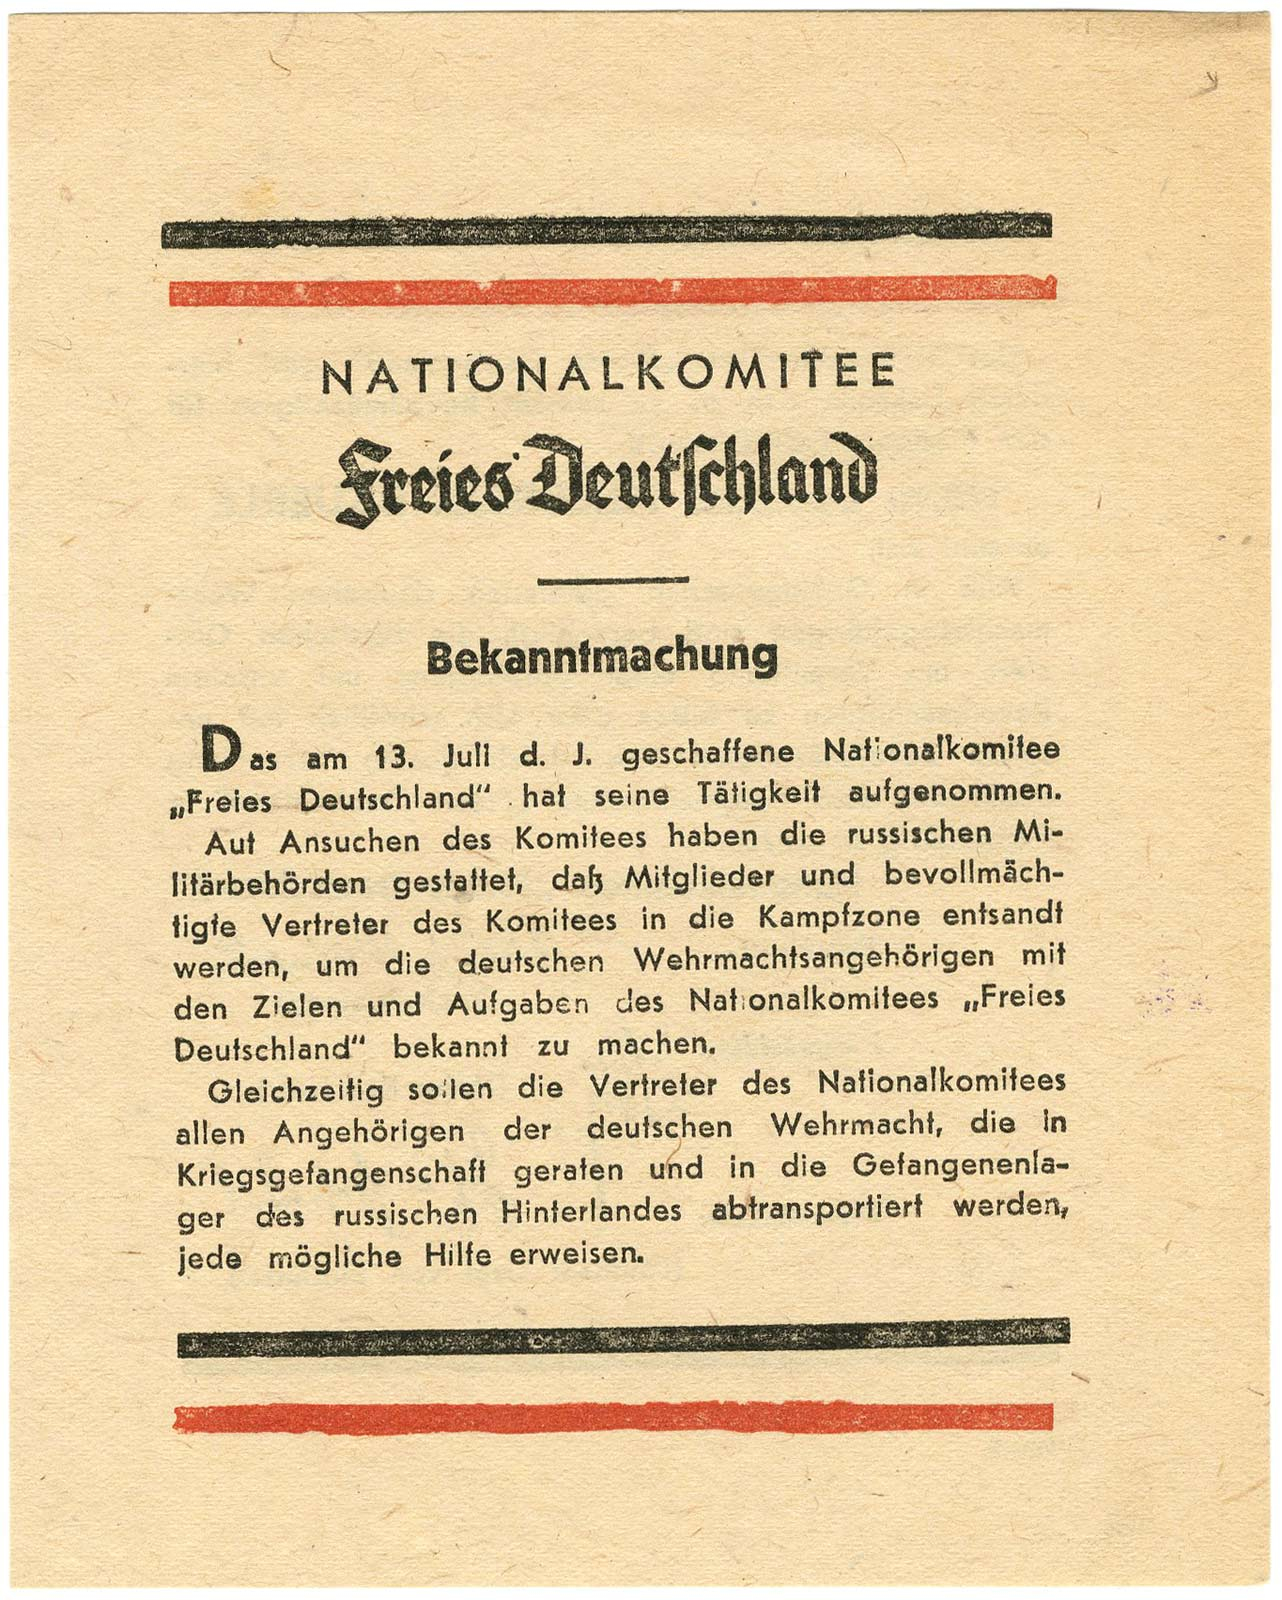 NATIONALKOMITEE
Freies Deutschland
Bekanntmachung
Das am 13. Juli d. J. geschaffene Nationalkomitee
„Freies Deutschland“ hat seine Tätigkeit aufgenommen.
Auf Ansuchen des Komitees haben die russischen Mi-
litärbehörden gestattet, daß Mitglieder und bevollmäch-
tigte Vertreter des Komitees in die Kampfzone entsandt
werden, um die deutschen Wehrmachtsangehörigen mit
den Zielen und Aufgaben des Nationalkomitees „Freies
Deutschland“ bekannt zu machen.
Gleichzeitig sollen die Vertreter des Nationalkomitees
allen Angehörigen der deutschen Wehrmacht, die in
Kriegsgefangenschaft geraten und in die Gefangenenla-
ger des russischen Hinterlandes abtransportiert werden,
jede mögliche Hilfe erweisen.